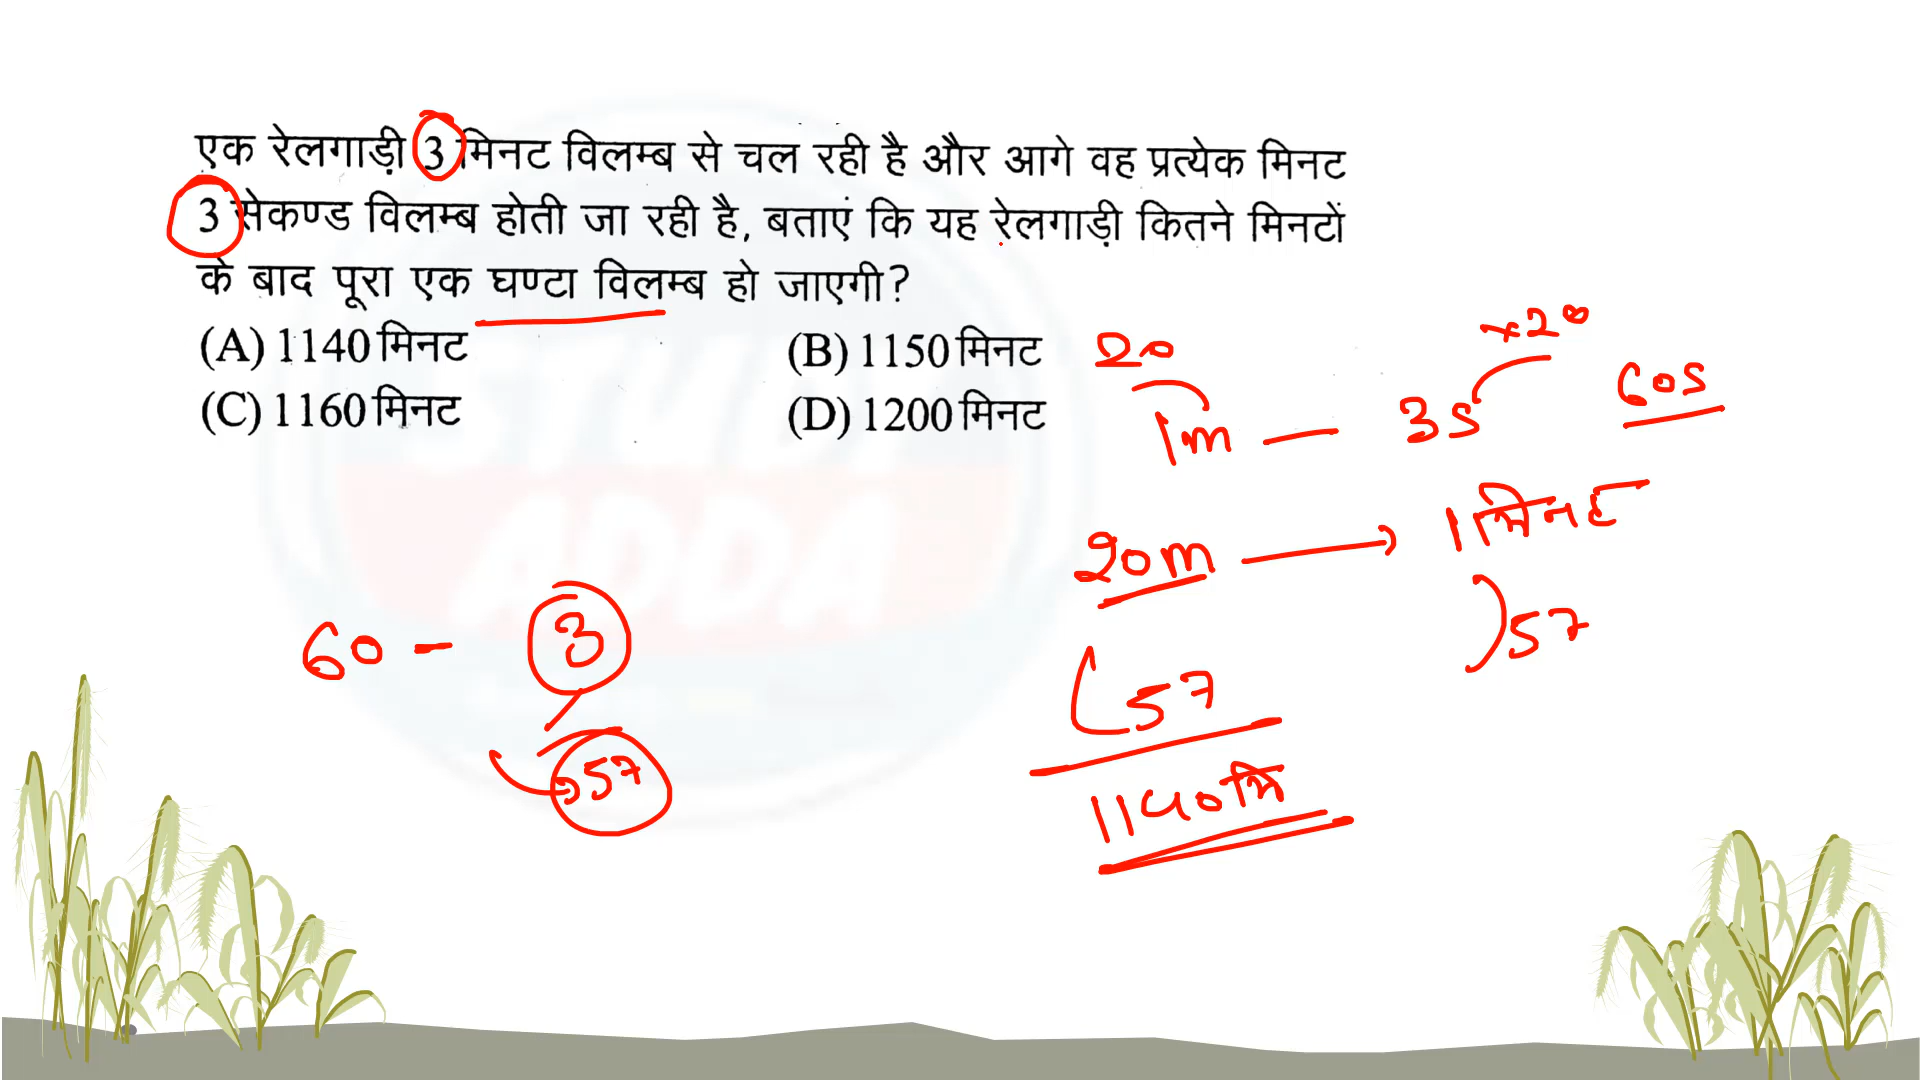 एक रेलगाड़ी 3 मिनट विलम्ब से चल रही है और आगे वह प्रत्येक मिनट
3 सेकण्ड विलम्ब होती जा रही है, बताएं कि यह रेलगाड़ी कितने मिनटों
के बाद पूरा एक घण्टा विलम्ब हो जाएगी?
(A) 1140 मिनट (B) 1150 मिनट
(C) 1160 मिनट (D) 1200 मिनट
×20
20
60s
1m — 3s
20m → 1 मिनट
60 - 3
57
57
57
1140 मि
STUDY
ADDA